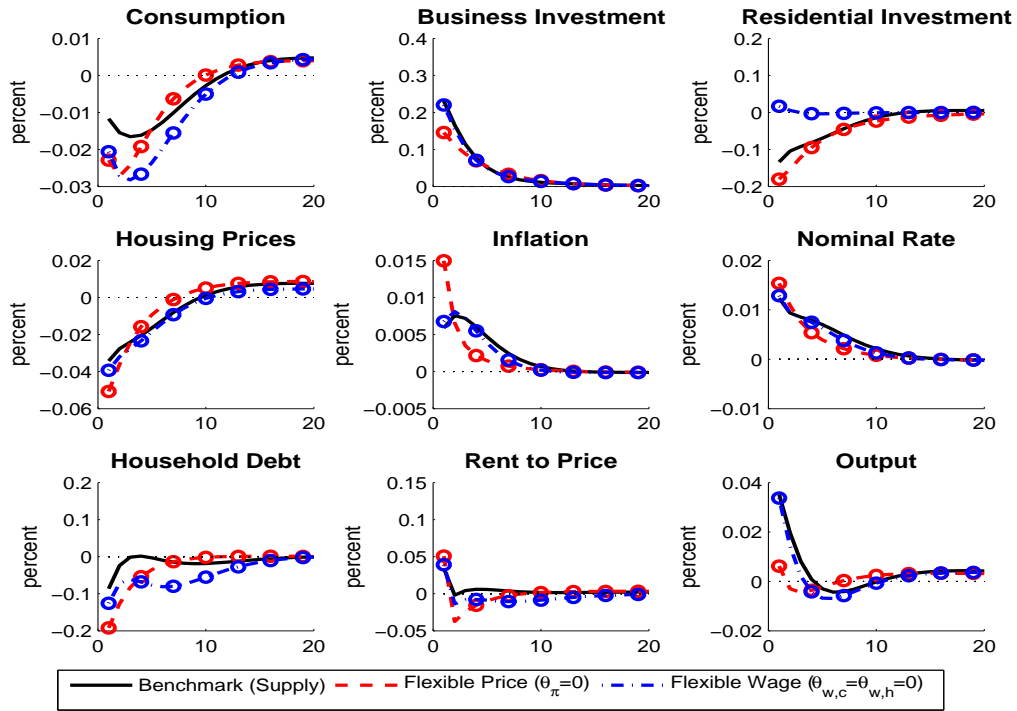 Consumption
Business Investment
Residential Investment
percent
0.01
0
−0.01
−0.02
−0.03
0 10 20
percent
0.4
0.3
0.2
0.1
0
0 10 20
percent
0.2
0.1
0
−0.1
−0.2
0 10 20
Housing Prices
Inflation
Nominal Rate
percent
0.02
0
−0.02
−0.04
−0.06
0 10 20
percent
0.015
0.01
0.005
0
−0.005
0 10 20
percent
0.02
0.01
0
−0.01
0 10 20
Household Debt
Rent to Price
Output
percent
0.2
0.1
0
−0.1
−0.2
0 10 20
percent
0.15
0.1
0.05
0
−0.05
0 10 20
percent
0.04
0.02
0
−0.02
0 10 20
Benchmark (Supply) Flexible Price (θπ=0) Flexible Wage (θw,c=θw,h=0)